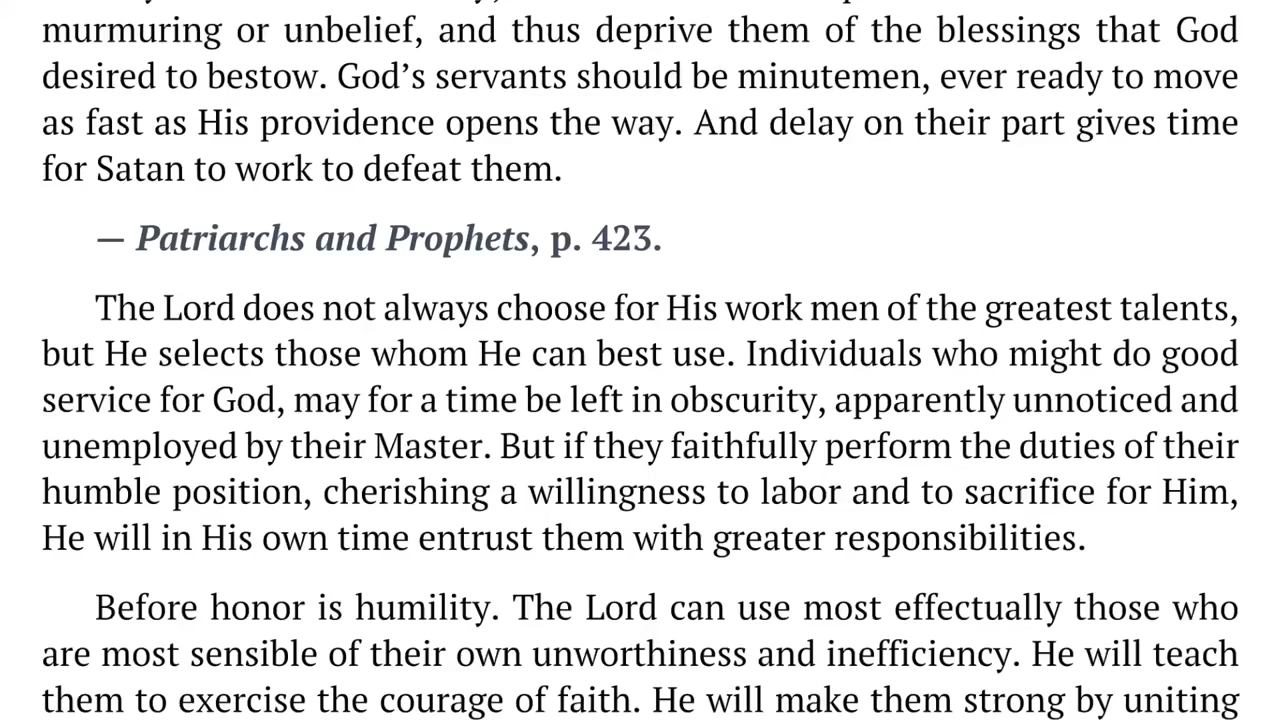 murmuring or unbelief, and thus deprive them of the blessings that God
desired to bestow. God’s servants should be minutemen, ever ready to move
as fast as His providence opens the way. And delay on their part gives time
for Satan to work to defeat them.
— Patriarchs and Prophets, p. 423.
The Lord does not always choose for His work men of the greatest talents,
but He selects those whom He can best use. Individuals who might do good
service for God, may for a time be left in obscurity, apparently unnoticed and
unemployed by their Master. But if they faithfully perform the duties of their
humble position, cherishing a willingness to labor and to sacrifice for Him,
He will in His own time entrust them with greater responsibilities.
Before honor is humility. The Lord can use most effectually those who
are most sensible of their own unworthiness and inefficiency. He will teach
them to exercise the courage of faith. He will make them strong by uniting